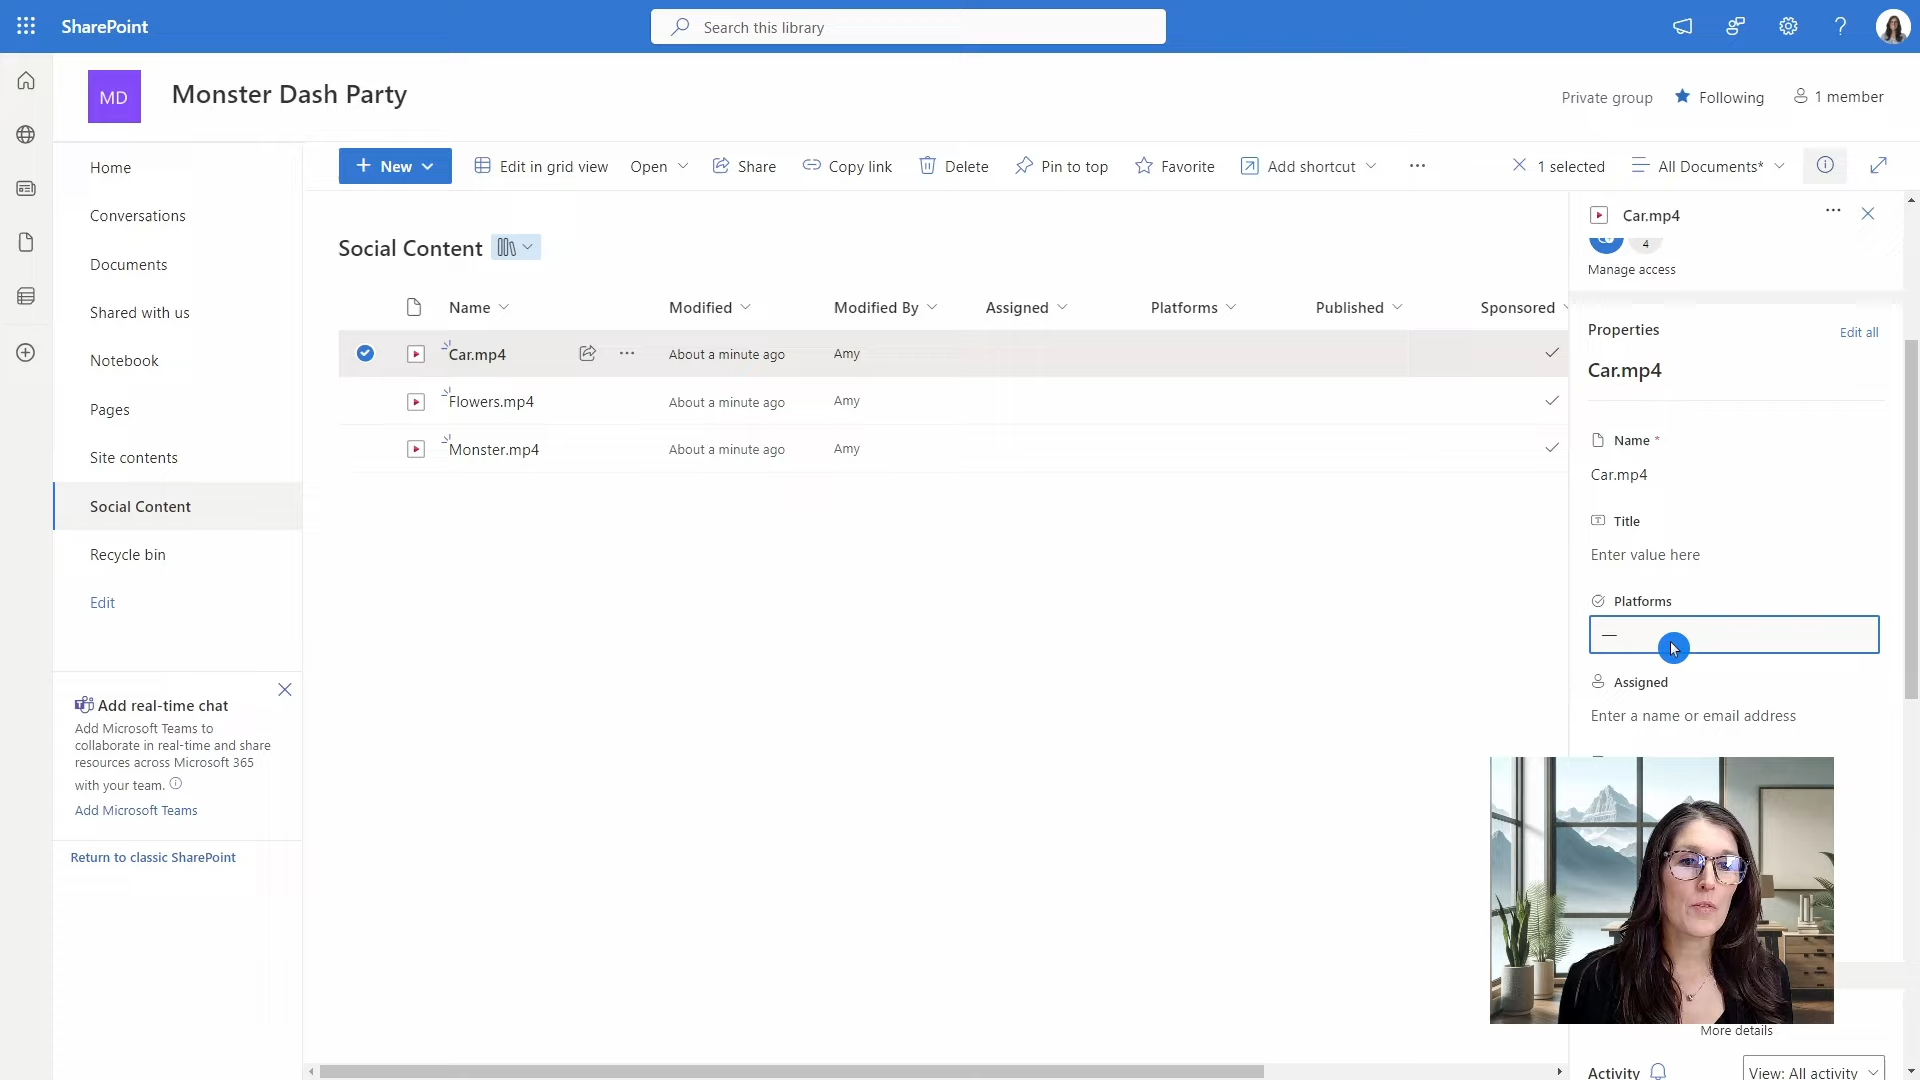 SharePoint
Search this library
MD
Monster Dash Party
Private group
Following
1 member
Home
Conversations
Documents
Shared with us
Notebook
Pages
Site contents
Social Content
Recycle bin
Edit
Add real-time chat
Add Microsoft Teams to
collaborate in real-time and share
resources across Microsoft 365
with your team.
Add Microsoft Teams
Return to classic SharePoint
+ New
Edit in grid view
Open
Share
Copy link
Delete
Pin to top
Favorite
Add shortcut
1 selected
All Documents*
Social Content
Name Modified Modified By Assigned Platforms Published Sponsored
Car.mp4 About a minute ago Amy
Flowers.mp4 About a minute ago Amy
Monster.mp4 About a minute ago Amy
Car.mp4
4
Manage access
Properties
Edit all
Car.mp4
Name *
Car.mp4
Title
Enter value here
Platforms
—
Assigned
Enter a name or email address
More details
Activity
View: All activity